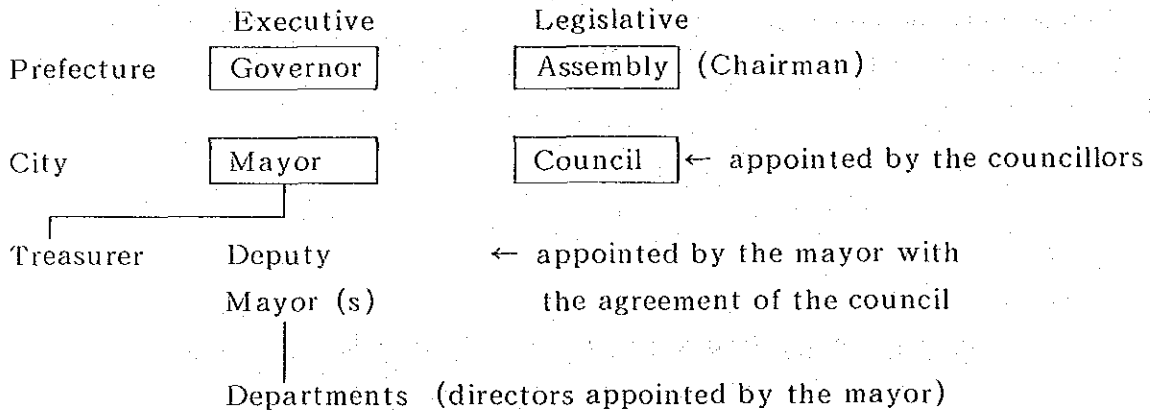 Executive Legislative
Prefecture Governor Assembly (Chairman)
City Mayor Council ← appointed by the councillors
Treasurer Deputy ← appointed by the mayor with
Mayor (s) the agreement of the council
Departments (directors appointed by the mayor)